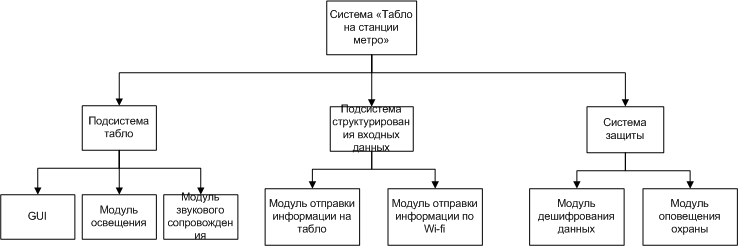 Система «Табло
на станции
метро»
Подсистема
табло
Подсистема
структурирован
ия входных
данных
Система
защиты
GUI
Модуль
освещения
Модуль
звукового
сопровожден
ия
Модуль отправки
информации на
табло
Модуль отправки
информации по
Wi-fi
Модуль
дешифрования
данных
Модуль
оповещения
охраны